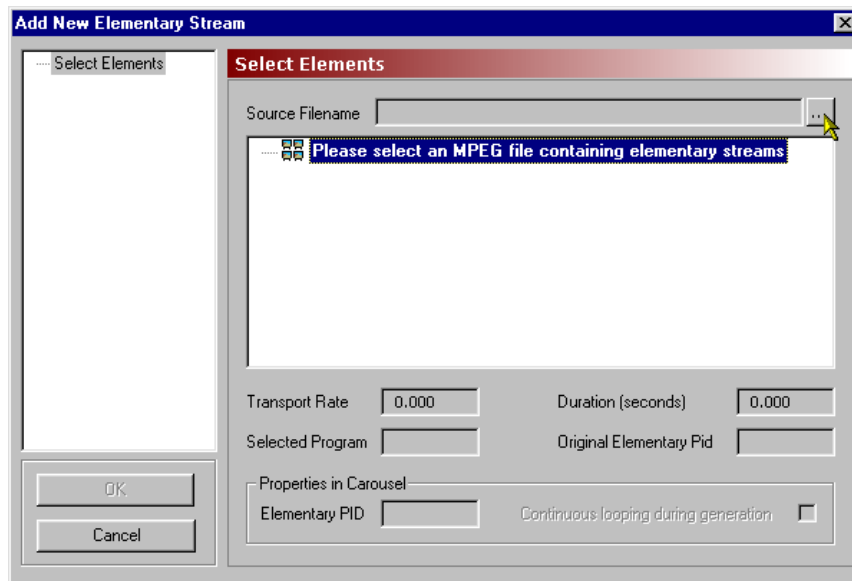 Add New Elementary Stream
Select Elements
Select Elements
Source Filename
...
Please select an MPEG file containing elementary streams
Transport Rate 0.000 Duration (seconds) 0.000
Selected Program Original Elementary Pid
Properties in Carousel
Elementary PID Continuous looping during generation
OK
Cancel